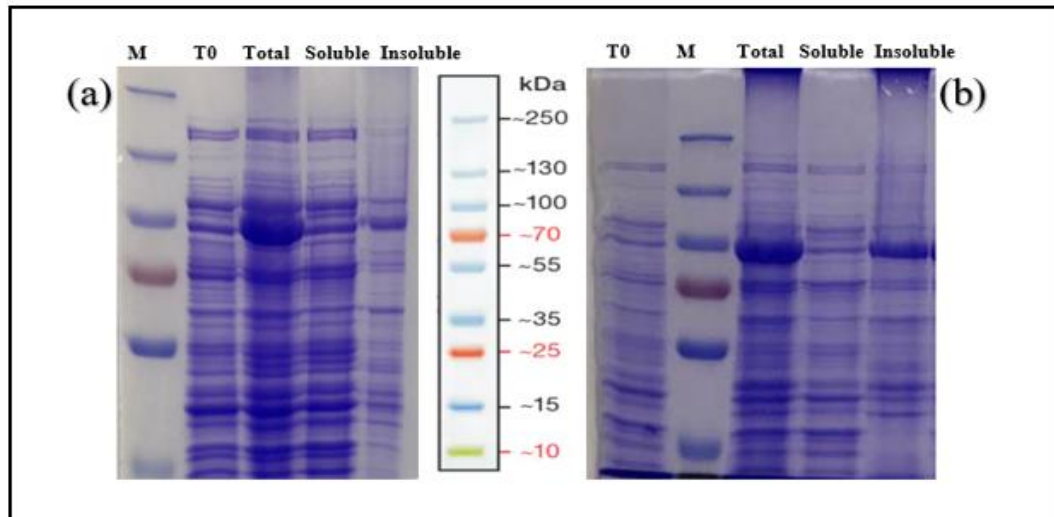 M T0 Total Soluble Insoluble
(a)
kDa
~250
~130
~100
~70
~55
~35
~25
~15
~10
T0 M Total Soluble Insoluble
(b)